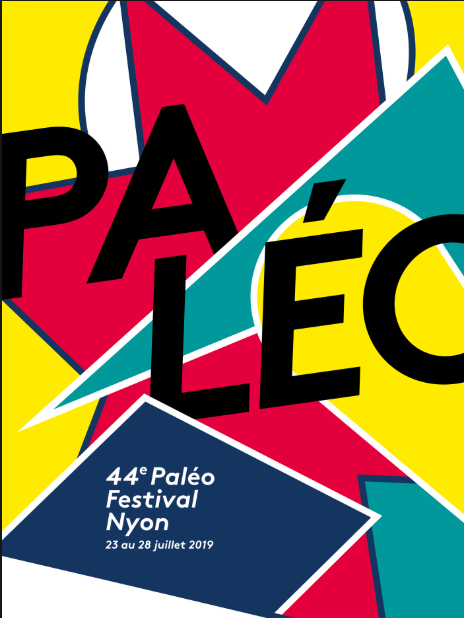 PA
LÉO
44e Paléo
Festival
Nyon
23 au 28 juillet 2019